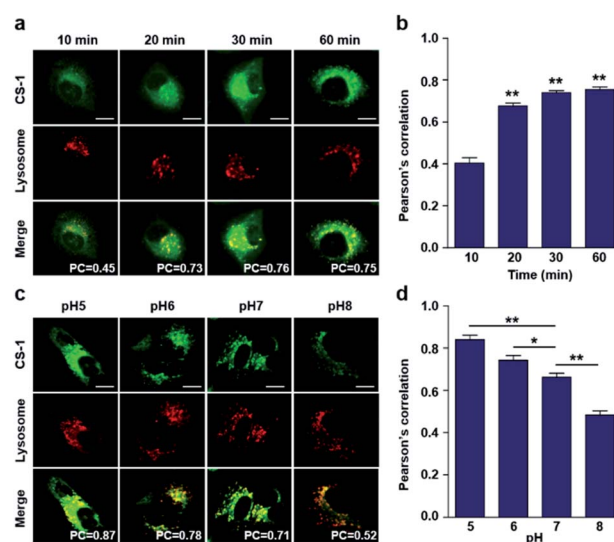 a
10 min 20 min 30 min 60 min
CS-1
Lysosome
Merge
PC=0.45 PC=0.73 PC=0.76 PC=0.75
b
Pearson's correlation
1.0
0.8
0.6
0.4
0.2
0.0
** ** **
10 20 30 60
Time (min)
c
pH5 pH6 pH7 pH8
CS-1
Lysosome
Merge
PC=0.87 PC=0.78 PC=0.71 PC=0.52
d
Pearson's correlation
1.0
0.8
0.6
0.4
0.2
0.0
**
*
**
5 6 7 8
pH